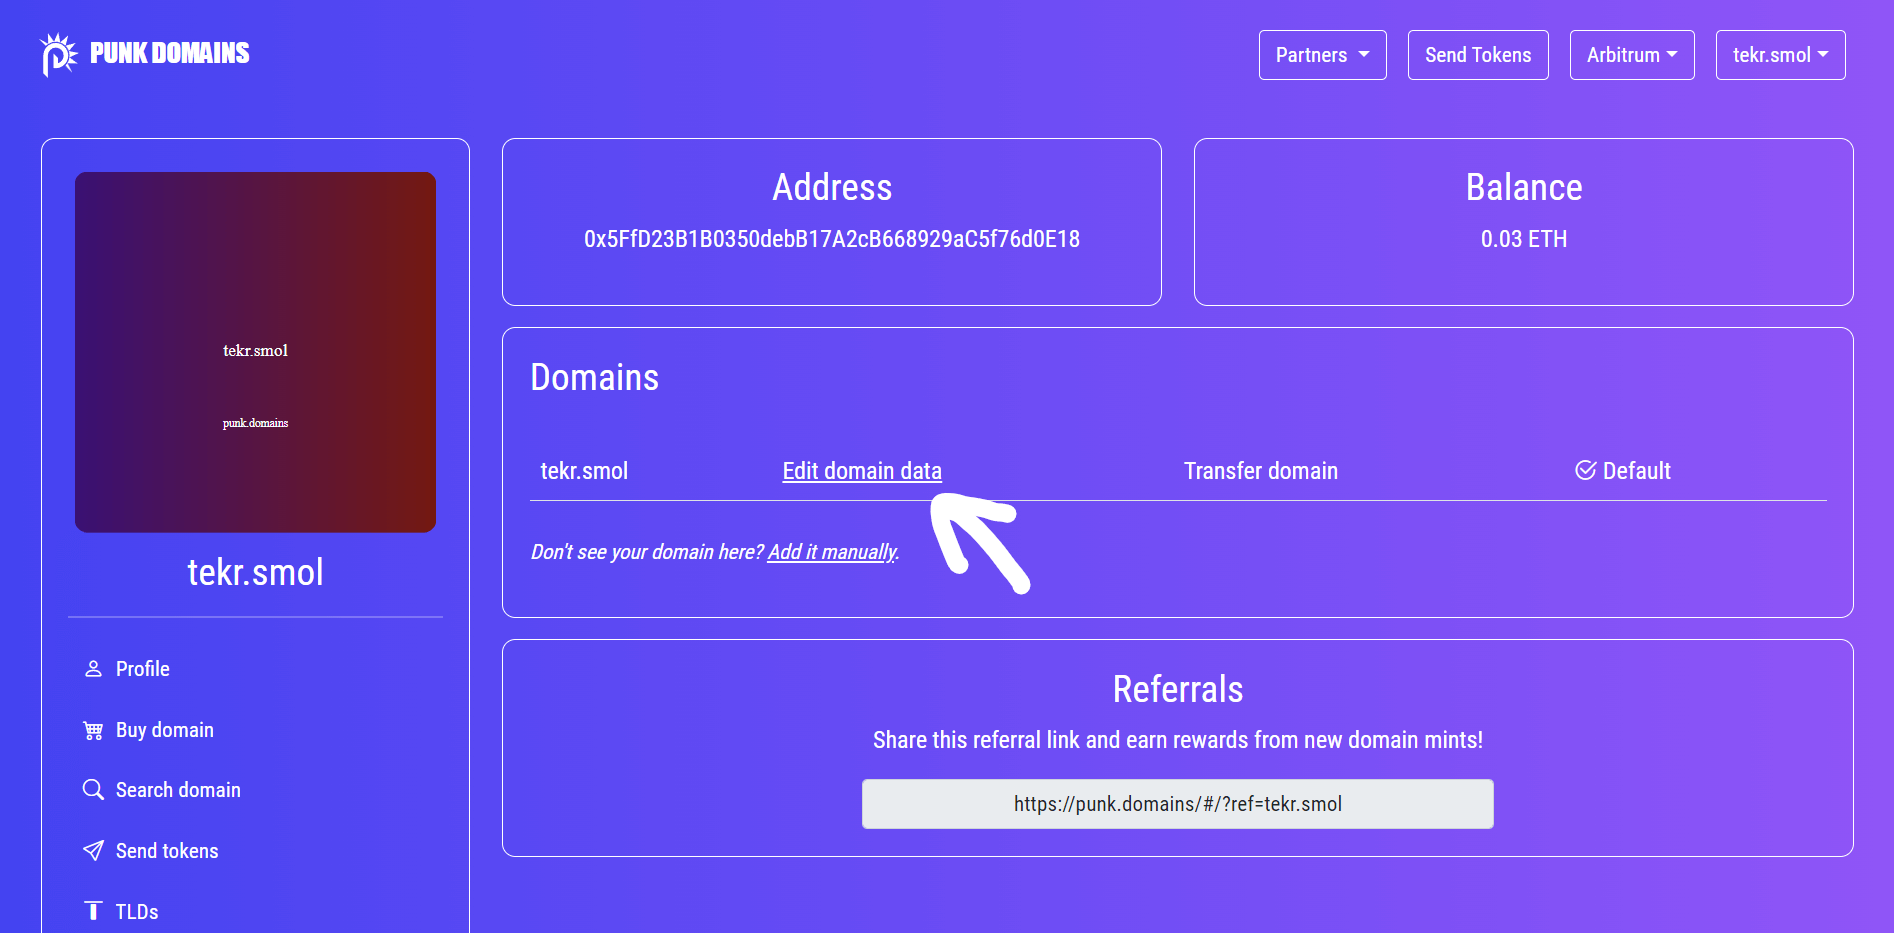 PUNK DOMAINS
Partners
Send Tokens
Arbitrum
tekr.smol
tekr.smol
punk.domains
tekr.smol
Profile
Buy domain
Search domain
Send tokens
TLDs
Address
0x5FfD23B1B0350debB17A2cB668929aC5f76d0E18
Balance
0.03 ETH
Domains
tekr.smol
Edit domain data
Transfer domain
Default
Don't see your domain here? Add it manually.
Referrals
Share this referral link and earn rewards from new domain mints!
https://punk.domains/#/?ref=tekr.smol